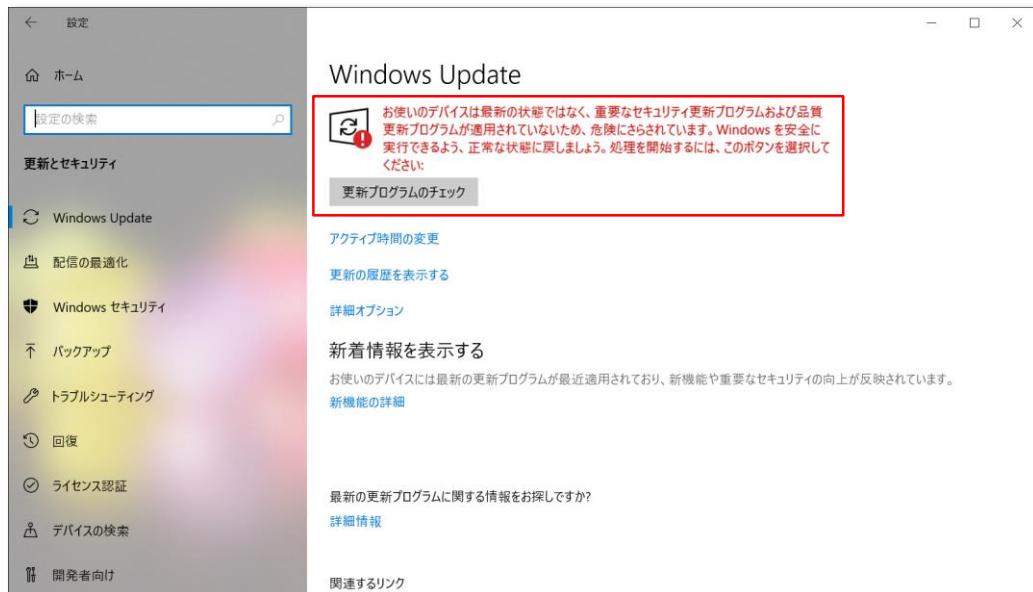 設定
ホーム
設定の検索
更新とセキュリティ
Windows Update
配信の最適化
Windows セキュリティ
バックアップ
トラブルシューティング
回復
ライセンス認証
デバイスの検索
開発者向け
Windows Update
お使いのデバイスは最新の状態ではなく、重要なセキュリティ更新プログラムおよび品質
更新プログラムが適用されていないため、危険にさらされています。Windows を安全に
実行できるよう、正常な状態に戻しましょう。処理を開始するには、このボタンを選択して
ください:
更新プログラムのチェック
アクティブ時間の変更
更新の履歴を表示する
詳細オプション
新着情報を表示する
お使いのデバイスには最新の更新プログラムが最近適用されており、新機能や重要なセキュリティの向上が反映されています。
新機能の詳細
最新の更新プログラムに関する情報をお探しですか?
詳細情報
関連するリンク